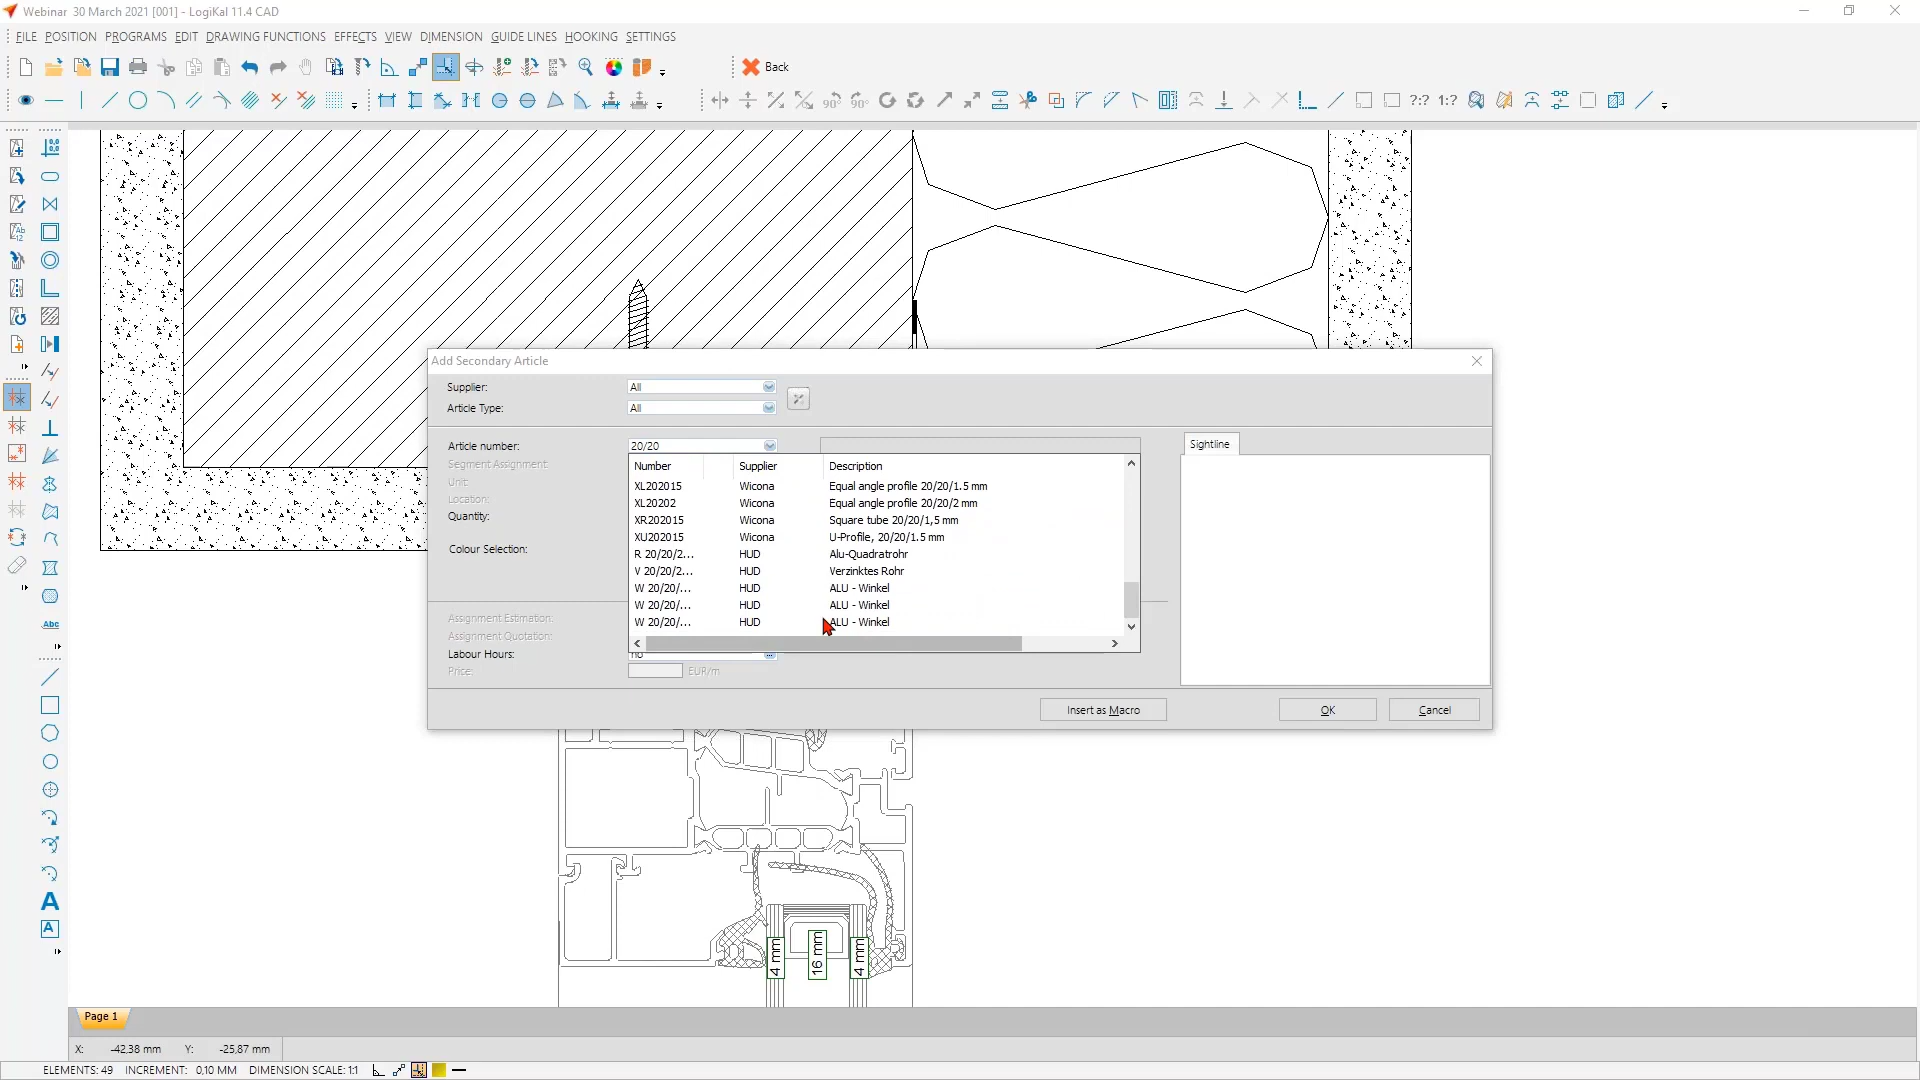 Webinar 30 March 2021 [001] - LogiKal 11.4 CAD
FILE POSITION PROGRAMS EDIT DRAWING FUNCTIONS EFFECTS VIEW DIMENSION GUIDE LINES HOOKING SETTINGS
Back
90° 90° ?:? 1:?
Add Secondary Article
Supplier: All
Article Type: All
Article number: 20/20
Sightline
Segment Assignment:
Unit:
Location:
Quantity:
Colour Selection:
Number Supplier Description
XL202015 Wicona Equal angle profile 20/20/1.5 mm
XL20202 Wicona Equal angle profile 20/20/2 mm
XR202015 Wicona Square tube 20/20/1,5 mm
XU202015 Wicona U-Profile, 20/20/1.5 mm
R 20/20/2... HUD Alu-Quadratrohr
V 20/20/2... HUD Verzinktes Rohr
W 20/20/... HUD ALU - Winkel
W 20/20/... HUD ALU - Winkel
W 20/20/... HUD ALU - Winkel
Assignment Estimation:
Assignment Quotation:
Labour Hours: no
Price: EUR/m
Insert as Macro OK Cancel
Abc
A
A
4 mm
16 mm
4 mm
Page 1
X: -42,38 mm Y: -25,87 mm
ELEMENTS: 49 INCREMENT: 0,10 MM DIMENSION SCALE: 1:1